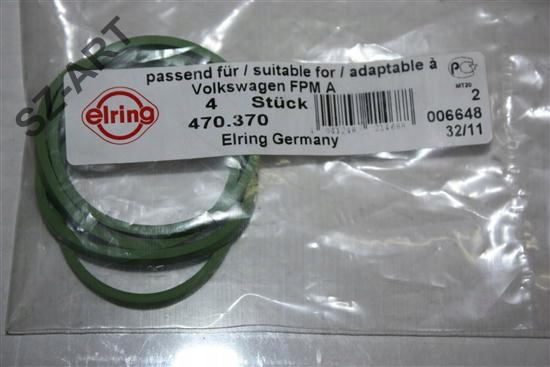 SZ-ART
elring
passend für / suitable for / adaptable à
Volkswagen FPM A
4 Stück
470.370
Elring Germany
MT20
2
006648
32/11